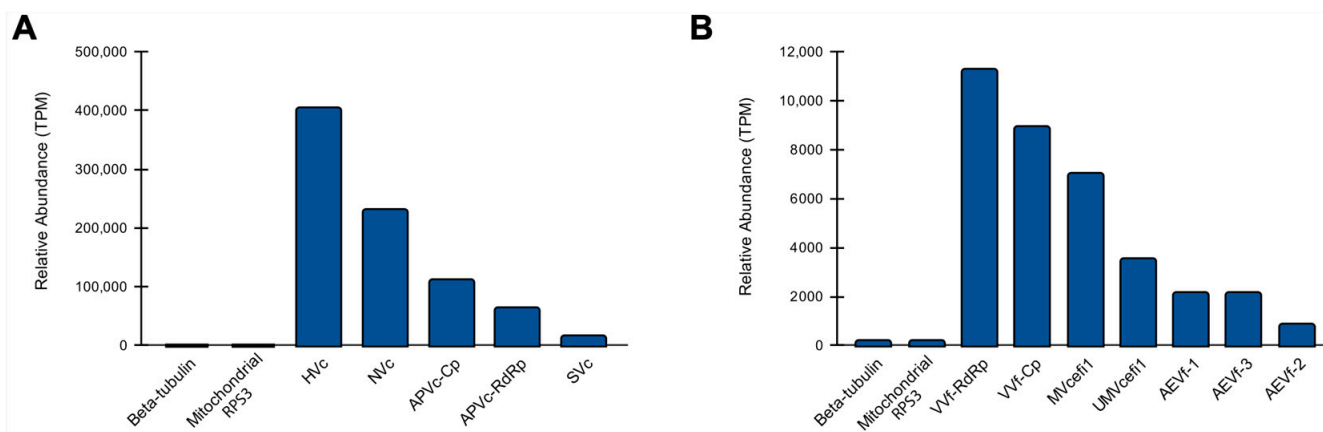 A
Relative Abundance (TPM)
500,000
400,000
300,000
200,000
100,000
0
Beta-tubulin
Mitochondrial
RPS3
HVc
NVc
APVc-Cp
APVc-RdRp
SVc
B
Relative Abundance (TPM)
12,000
10,000
8000
6000
4000
2000
0
Beta-tubulin
Mitochondrial
RPS3
VVf-RdRp
VVf-Cp
MVcefi1
UMVcefi1
AEVf-1
AEVf-3
AEVf-2